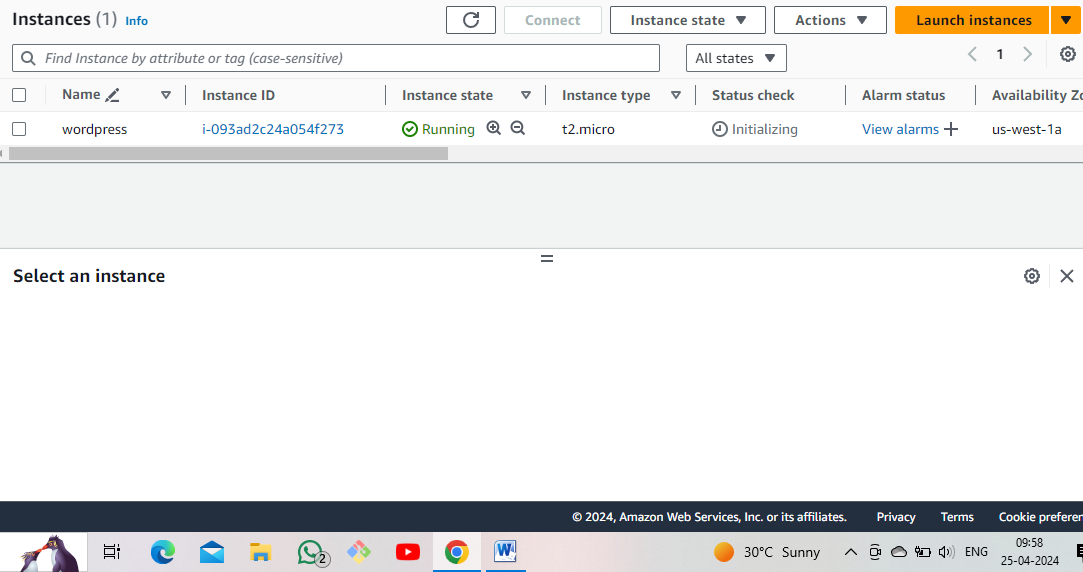 Instances (1) Info
Connect
Instance state
Actions
Launch instances
Find Instance by attribute or tag (case-sensitive)
All states
1
Name
Instance ID
Instance state
Instance type
Status check
Alarm status
Availability Zo
wordpress
i-093ad2c24a054f273
Running
t2.micro
Initializing
View alarms
us-west-1a
Select an instance
© 2024, Amazon Web Services, Inc. or its affiliates.
Privacy
Terms
Cookie preferen
2
W
30°C Sunny
ENG
09:58
25-04-2024